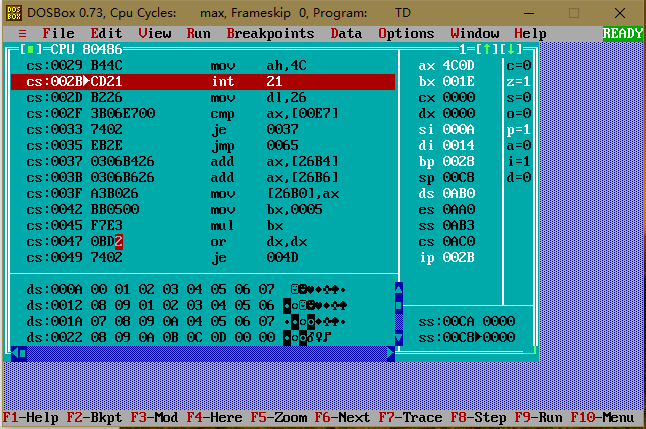 DOSBox 0.73, Cpu Cycles: max, Frameskip 0, Program: TD
≡ File Edit View Run Breakpoints Data Options Window Help READY
[■]=CPU 80486 1=[↑][↓]
cs:0029 B44C mov ah,4C ax 4C0D c=0
cs:002B►CD21 int 21 bx 001E z=1
cs:002D B226 mov dl,26 cx 0000 s=0
cs:002F 3B06E700 cmp ax,[00E7] dx 0000 o=0
cs:0033 7402 je 0037 si 000A p=1
cs:0035 EB2E jmp 0065 di 0014 a=0
cs:0037 0306B426 add ax,[26B4] bp 0028 i=1
cs:003B 0306B626 add ax,[26B6] sp 00C8 d=0
cs:003F A3B026 mov [26B0],ax ds 0AB0
cs:0042 BB0500 mov bx,0005 es 0AA0
cs:0045 F7E3 mul bx ss 0AB3
cs:0047 0BD2 or dx,dx cs 0AC0
cs:0049 7402 je 004D ip 002B
ds:000A 00 01 02 03 04 05 06 07 ☺☻♥♦♣♠•
ds:0012 08 09 01 02 03 04 05 06 ◘○☺☻♥♦♣♠
ds:001A 07 08 09 0A 04 05 06 07 •◘○◙♦♣♠• ss:00CA 0000
ds:0022 08 09 0A 0B 0C 0D 00 00 ◘○◙♂♀♪ ss:00C8►0000
F1-Help F2-Bkpt F3-Mod F4-Here F5-Zoom F6-Next F7-Trace F8-Step F9-Run F10-Menu